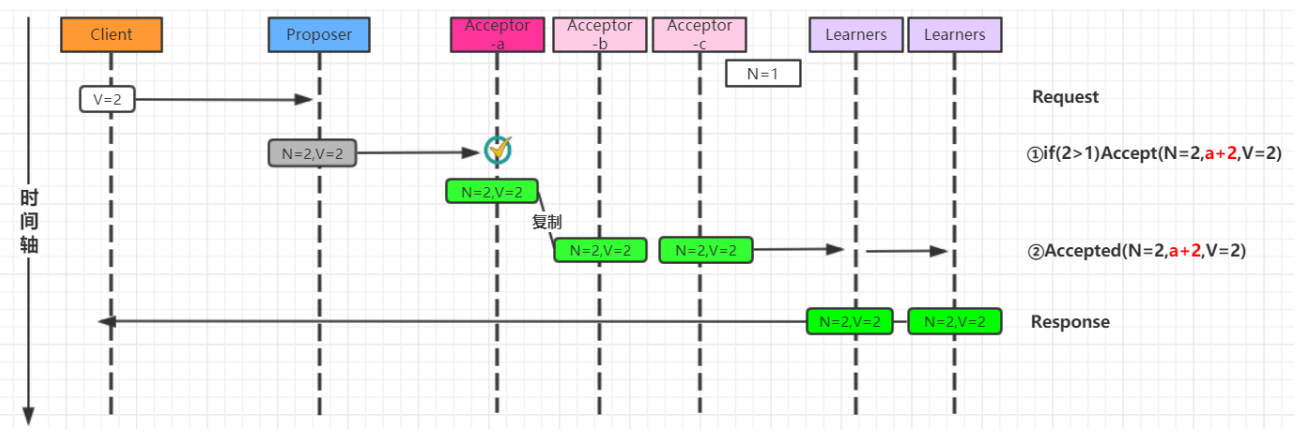 Client
Proposer
Acceptor
-a
Acceptor
-b
Acceptor
-c
Learners
Learners
N=1
V=2
Request
N=2,V=2
①if(2>1)Accept(N=2,a+2,V=2)
N=2,V=2
复制
N=2,V=2
N=2,V=2
②Accepted(N=2,a+2,V=2)
N=2,V=2
N=2,V=2
Response
时
间
轴